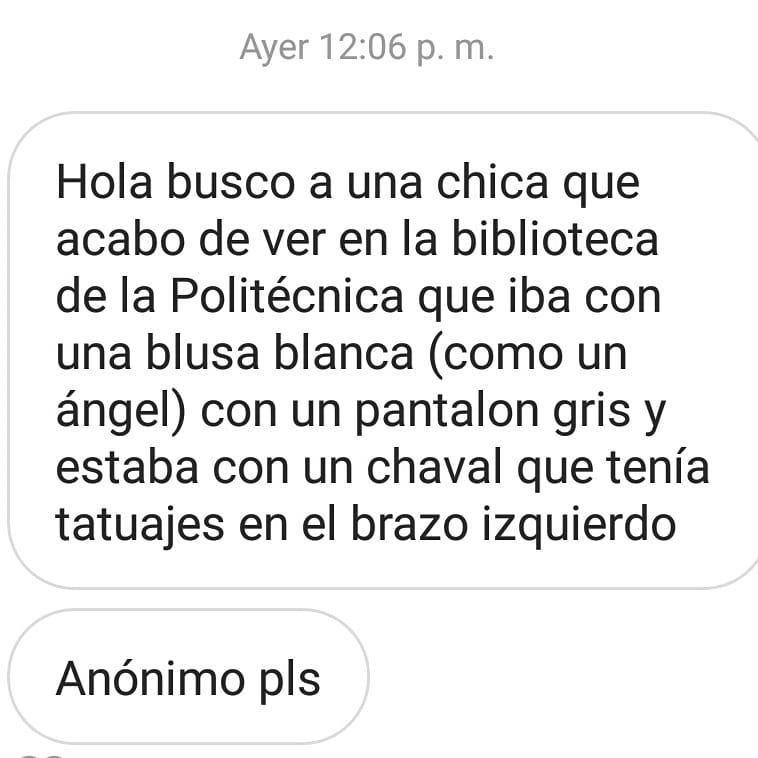 Ayer 12:06 p. m.
Hola busco a una chica que
acabo de ver en la biblioteca
de la Politécnica que iba con
una blusa blanca (como un
ángel) con un pantalon gris y
estaba con un chaval que tenía
tatuajes en el brazo izquierdo
Anónimo pls